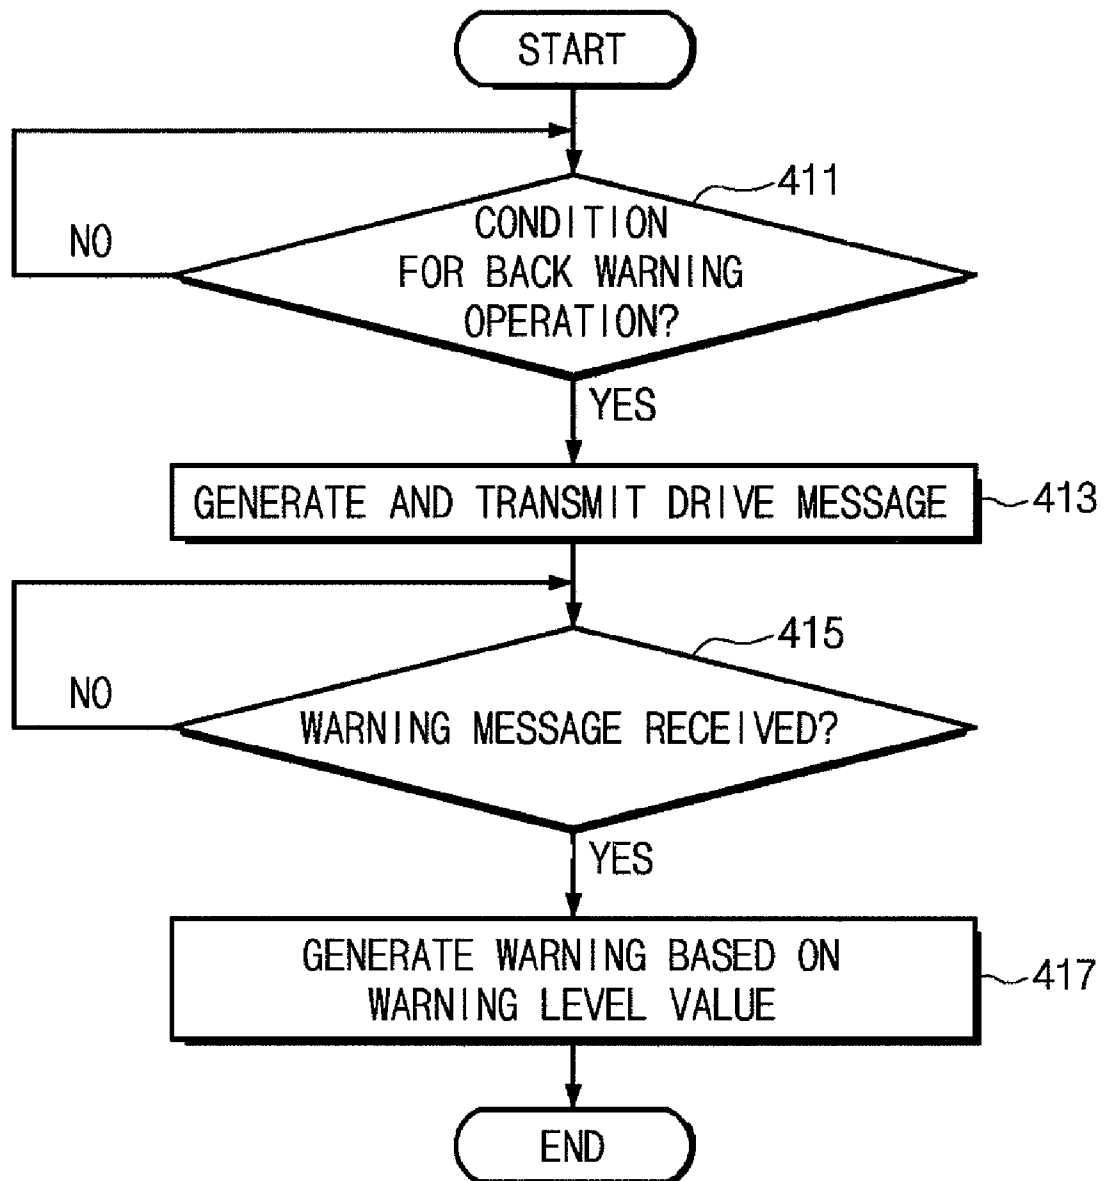 START
411
CONDITION
FOR BACK WARNING
OPERATION?
NO
YES
GENERATE AND TRANSMIT DRIVE MESSAGE
413
415
NO
WARNING MESSAGE RECEIVED?
YES
GENERATE WARNING BASED ON
WARNING LEVEL VALUE
417
END